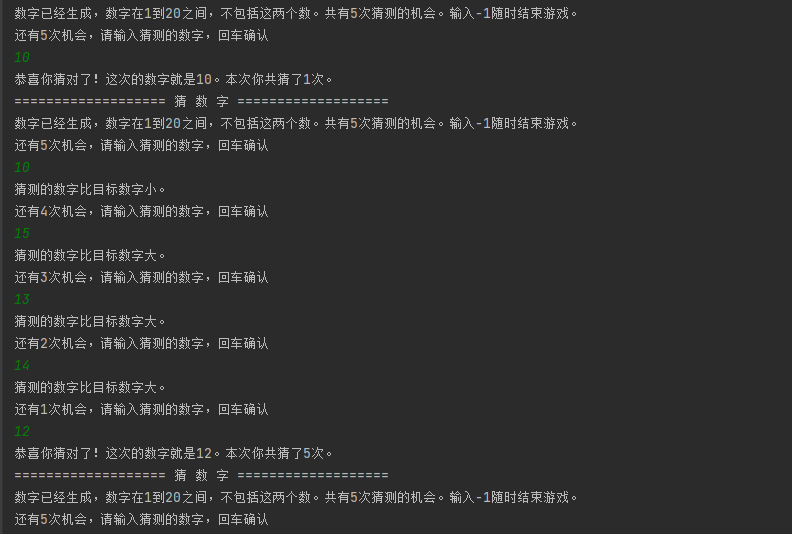 数字已经生成，数字在1到20之间，不包括这两个数。共有5次猜测的机会。输入-1随时结束游戏。
还有5次机会，请输入猜测的数字，回车确认
10
恭喜你猜对了！这次的数字就是10。本次你共猜了1次。
=================== 猜 数 字 ===================
数字已经生成，数字在1到20之间，不包括这两个数。共有5次猜测的机会。输入-1随时结束游戏。
还有5次机会，请输入猜测的数字，回车确认
10
猜测的数字比目标数字小。
还有4次机会，请输入猜测的数字，回车确认
15
猜测的数字比目标数字大。
还有3次机会，请输入猜测的数字，回车确认
13
猜测的数字比目标数字大。
还有2次机会，请输入猜测的数字，回车确认
14
猜测的数字比目标数字大。
还有1次机会，请输入猜测的数字，回车确认
12
恭喜你猜对了！这次的数字就是12。本次你共猜了5次。
=================== 猜 数 字 ===================
数字已经生成，数字在1到20之间，不包括这两个数。共有5次猜测的机会。输入-1随时结束游戏。
还有5次机会，请输入猜测的数字，回车确认